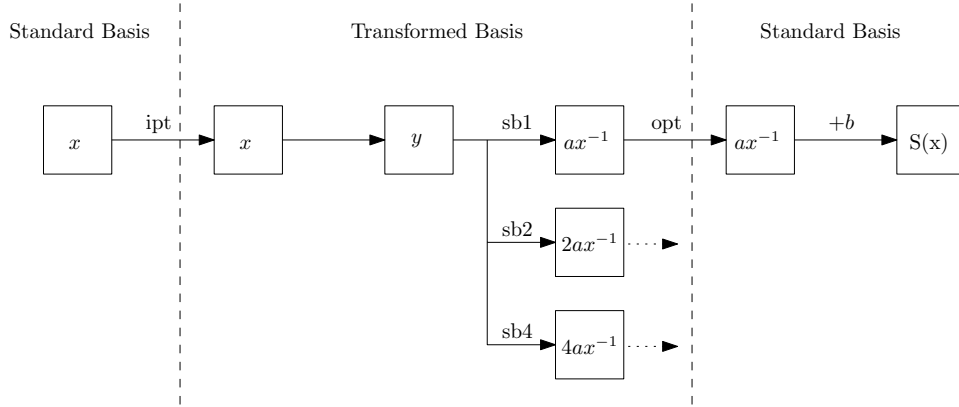 Standard Basis
Transformed Basis
Standard Basis
x
ipt
x
y
sb1
ax⁻¹
opt
ax⁻¹
+b
S(x)
sb2
2ax⁻¹
sb4
4ax⁻¹